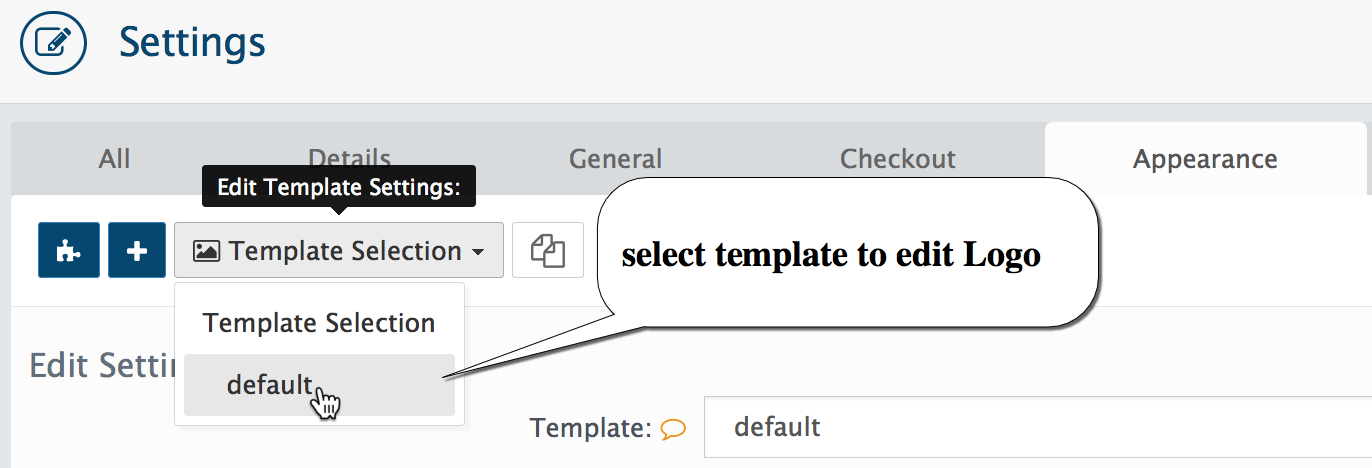 Settings
All
Details
General
Checkout
Appearance
Edit Template Settings:
Template Selection
select template to edit Logo
Template Selection
default
Edit Setti
Template:
default